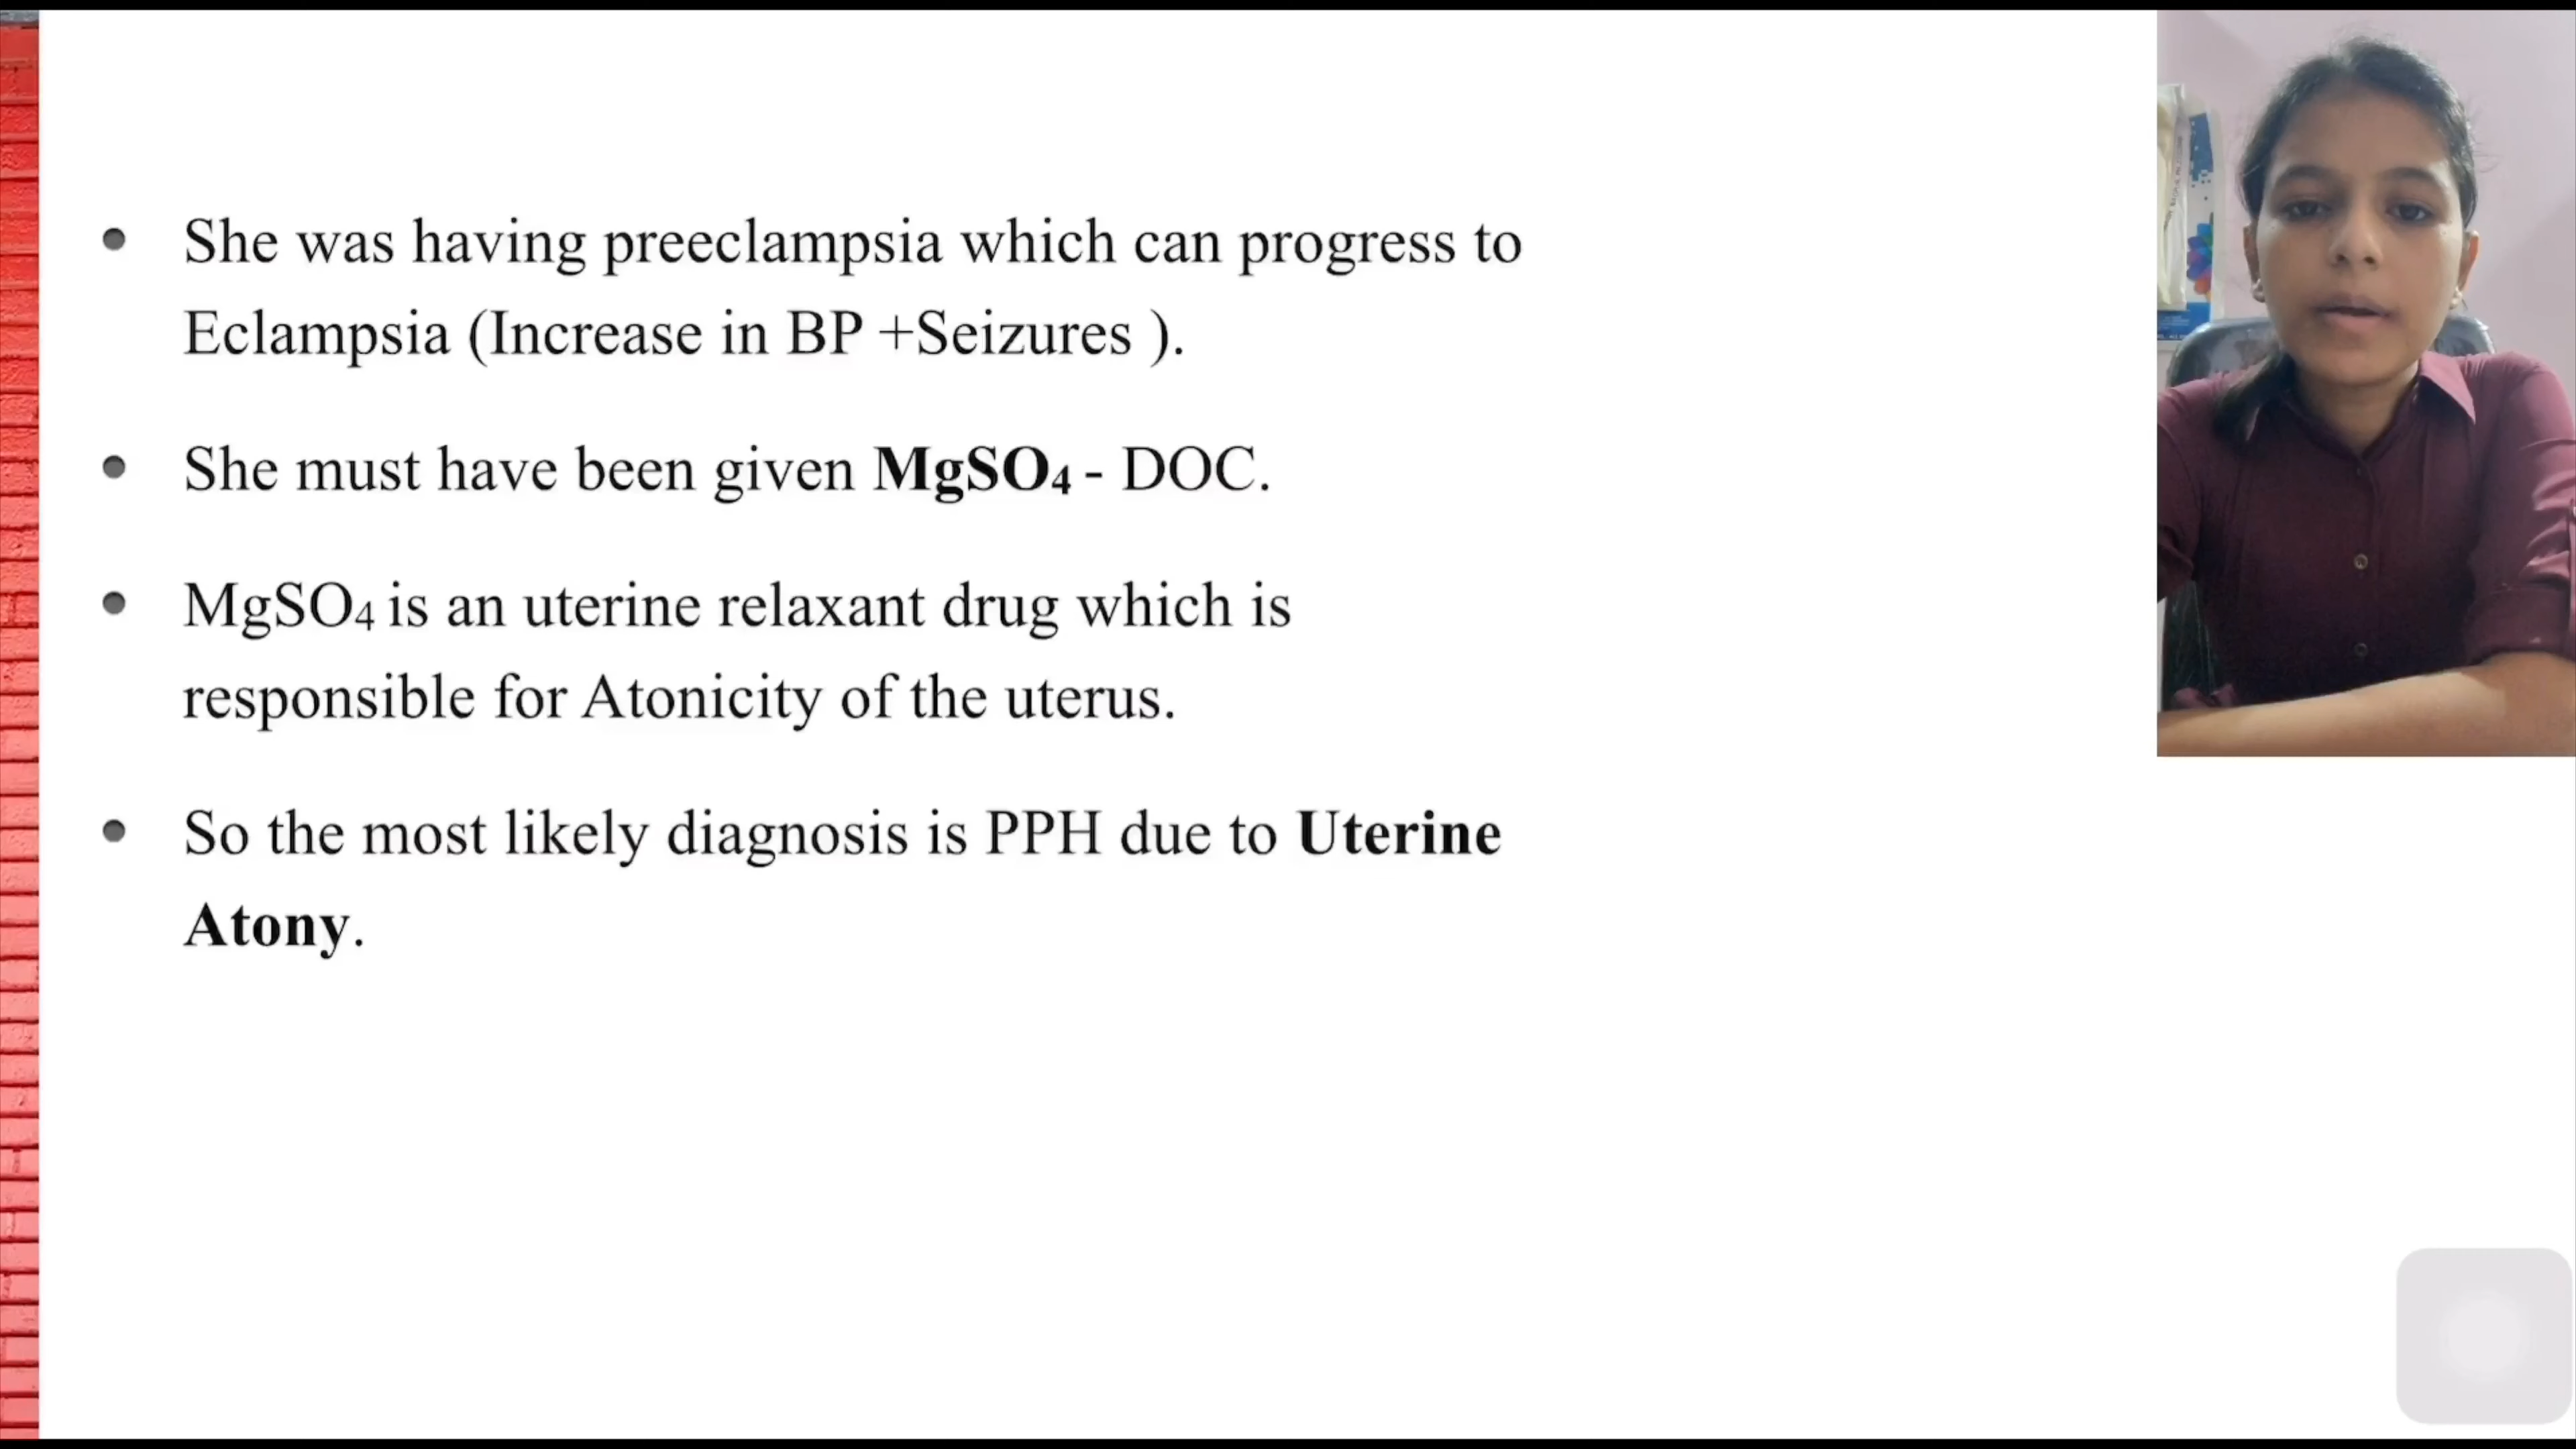 She was having preeclampsia which can progress to
Eclampsia (Increase in BP +Seizures ).
She must have been given MgSO₄ - DOC.
MgSO₄ is an uterine relaxant drug which is
responsible for Atonicity of the uterus.
So the most likely diagnosis is PPH due to Uterine
Atony.